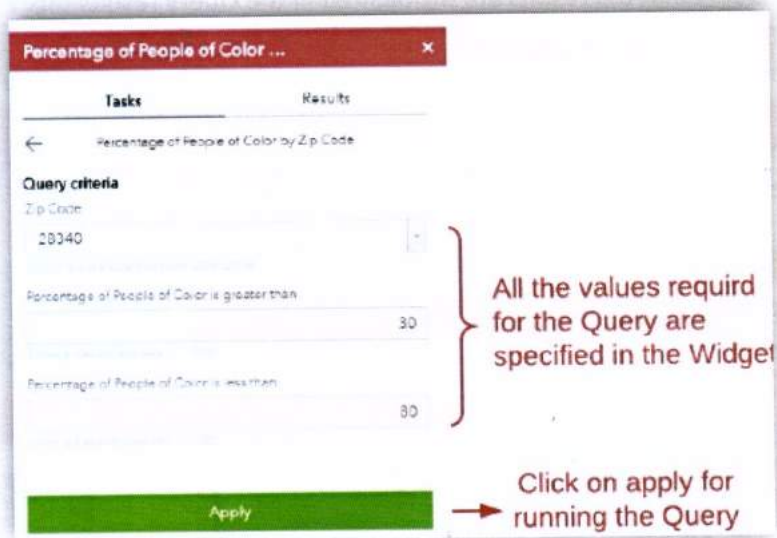 Percentage of People of Color ... ×
Tasks Results
← Percentage of People of Color by Zip Code
Query criteria
Zip Code
28340
Percentage of People of Color is greater than
30
Percentage of People of Color is less than
80
Apply
All the values requird
for the Query are
specified in the Widget
Click on apply for
running the Query